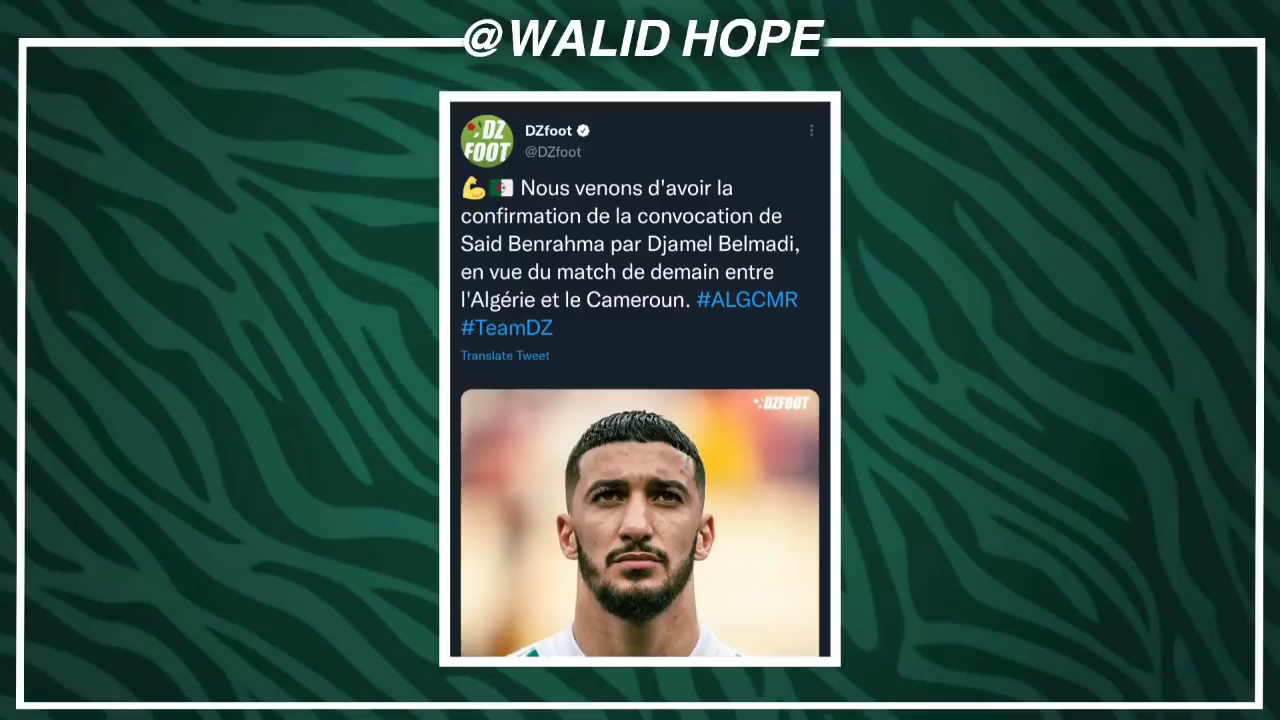 @WALID HOPE
DZ
FOOT
DZfoot
@DZfoot
💪🇩🇿 Nous venons d'avoir la
confirmation de la convocation de
Said Benrahma par Djamel Belmadi,
en vue du match de demain entre
l'Algérie et le Cameroun. #ALGCMR
#TeamDZ
Translate Tweet
DZFOOT